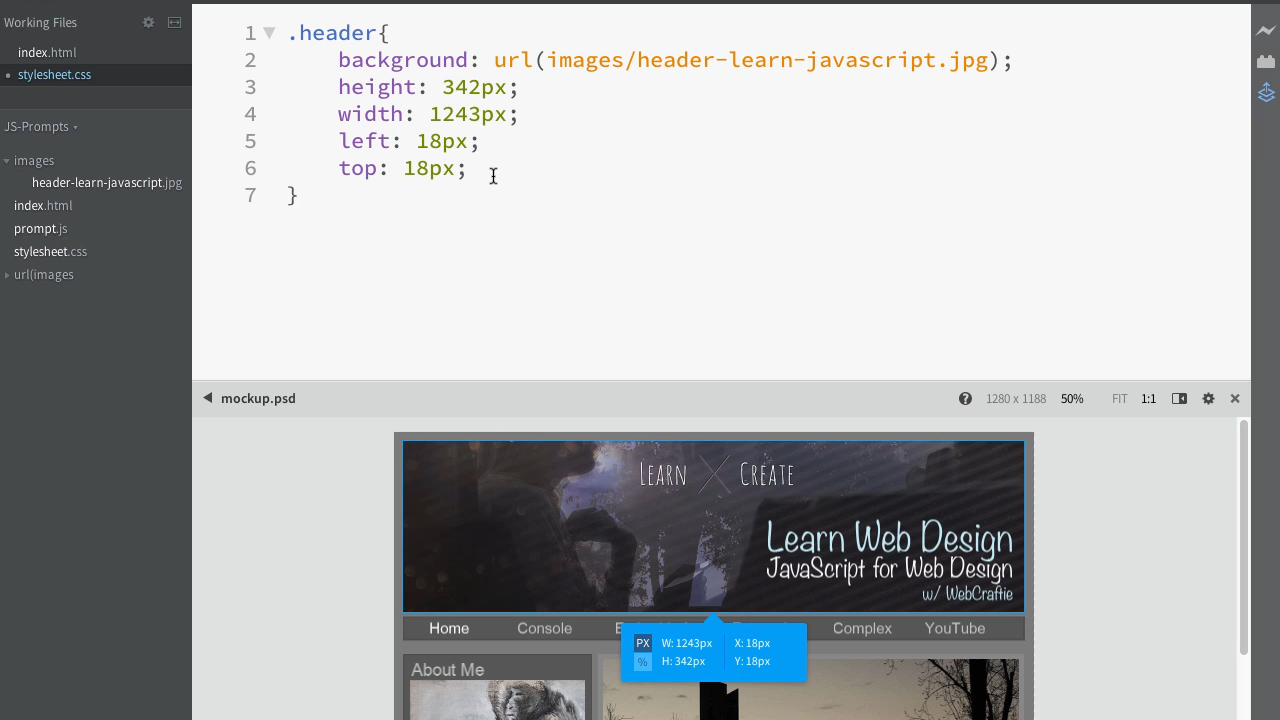 Working Files
index.html
stylesheet.css
JS-Prompts
images
header-learn-javascript.jpg
index.html
prompt.js
stylesheet.css
url(images
1 .header{
2 background: url(images/header-learn-javascript.jpg);
3 height: 342px;
4 width: 1243px;
5 left: 18px;
6 top: 18px;
7 }
mockup.psd
1280 x 1188 50% FIT 1:1
Learn Create
Learn Web Design
JavaScript for Web Design
w/ WebCraftie
Home Console Complex YouTube
PX W: 1243px X: 18px
% H: 342px Y: 18px
About Me